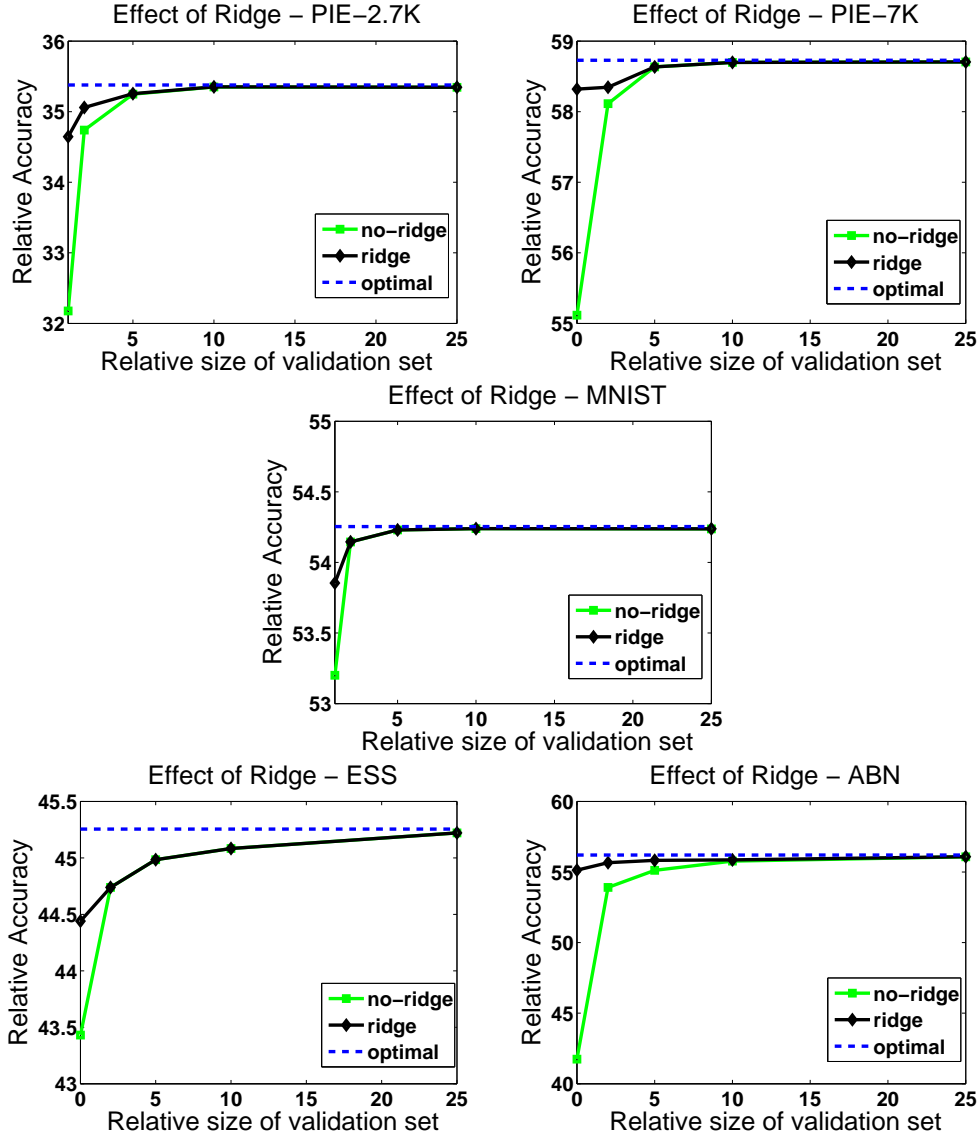 Effect of Ridge – PIE–2.7K
Relative Accuracy
36
35
34
33
32
no–ridge
ridge
optimal
5 10 15 20 25
Relative size of validation set
Effect of Ridge – PIE–7K
Relative Accuracy
59
58
57
56
55
no–ridge
ridge
optimal
0 5 10 15 20 25
Relative size of validation set
Effect of Ridge – MNIST
Relative Accuracy
55
54.5
54
53.5
53
no–ridge
ridge
optimal
5 10 15 20 25
Relative size of validation set
Effect of Ridge – ESS
Relative Accuracy
45.5
45
44.5
44
43.5
43
no–ridge
ridge
optimal
0 5 10 15 20 25
Relative size of validation set
Effect of Ridge – ABN
Relative Accuracy
60
55
50
45
40
no–ridge
ridge
optimal
0 5 10 15 20 25
Relative size of validation set